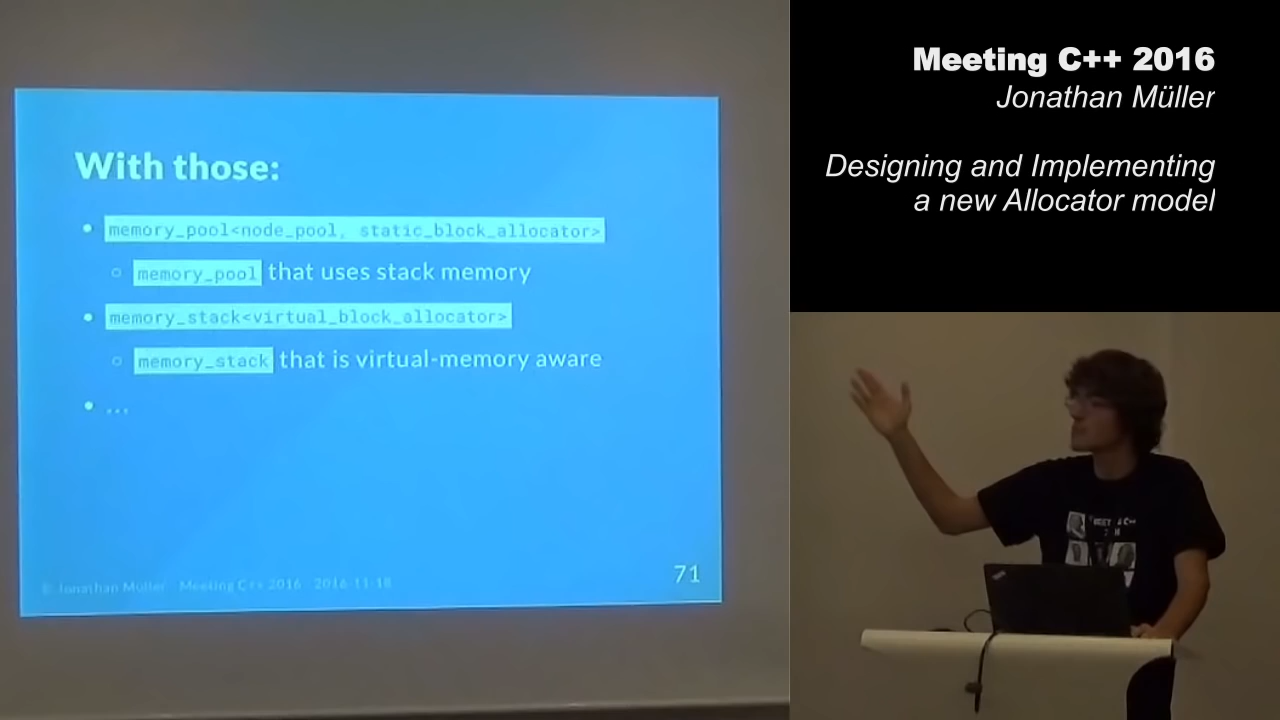 With those:
• memory_pool<node_pool, static_block_allocator>
○ memory_pool that uses stack memory
• memory_stack<virtual_block_allocator>
○ memory_stack that is virtual-memory aware
• ...
© Jonathan Müller Meeting C++ 2016 2016-11-18
71
Meeting C++ 2016
Jonathan Müller
Designing and Implementing
a new Allocator model